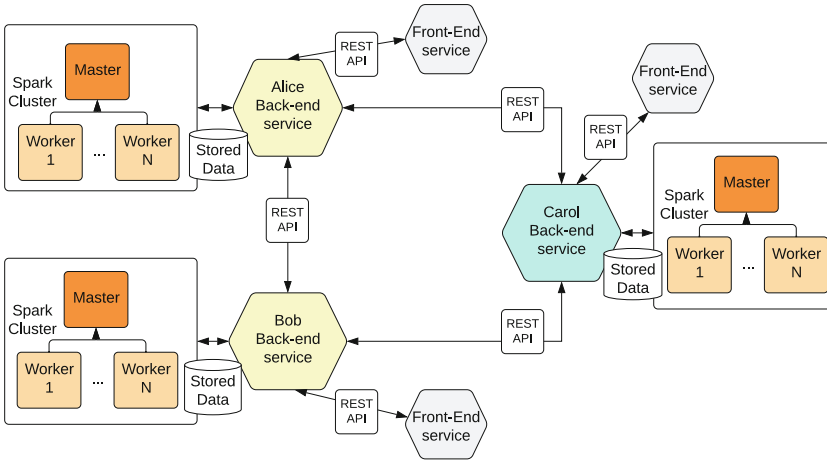 Spark
Cluster
Master
Worker
1
...
Worker
N
Stored
Data
Alice
Back-end
service
REST
API
Front-End
service
REST
API
REST
API
Front-End
service
REST
API
Carol
Back-end
service
Stored
Data
Spark
Cluster
Master
Worker
1
...
Worker
N
REST
API
Spark
Cluster
Master
Worker
1
...
Worker
N
Stored
Data
Bob
Back-end
service
REST
API
REST
API
Front-End
service